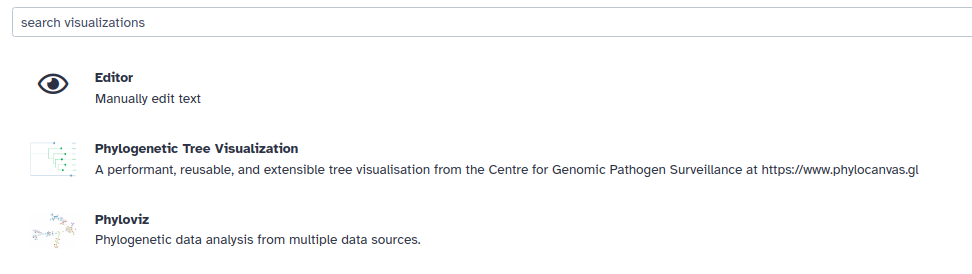 search visualizations
Editor
Manually edit text
Phylogenetic Tree Visualization
A performant, reusable, and extensible tree visualisation from the Centre for Genomic Pathogen Surveillance at https://www.phylocanvas.gl
Phyloviz
Phylogenetic data analysis from multiple data sources.